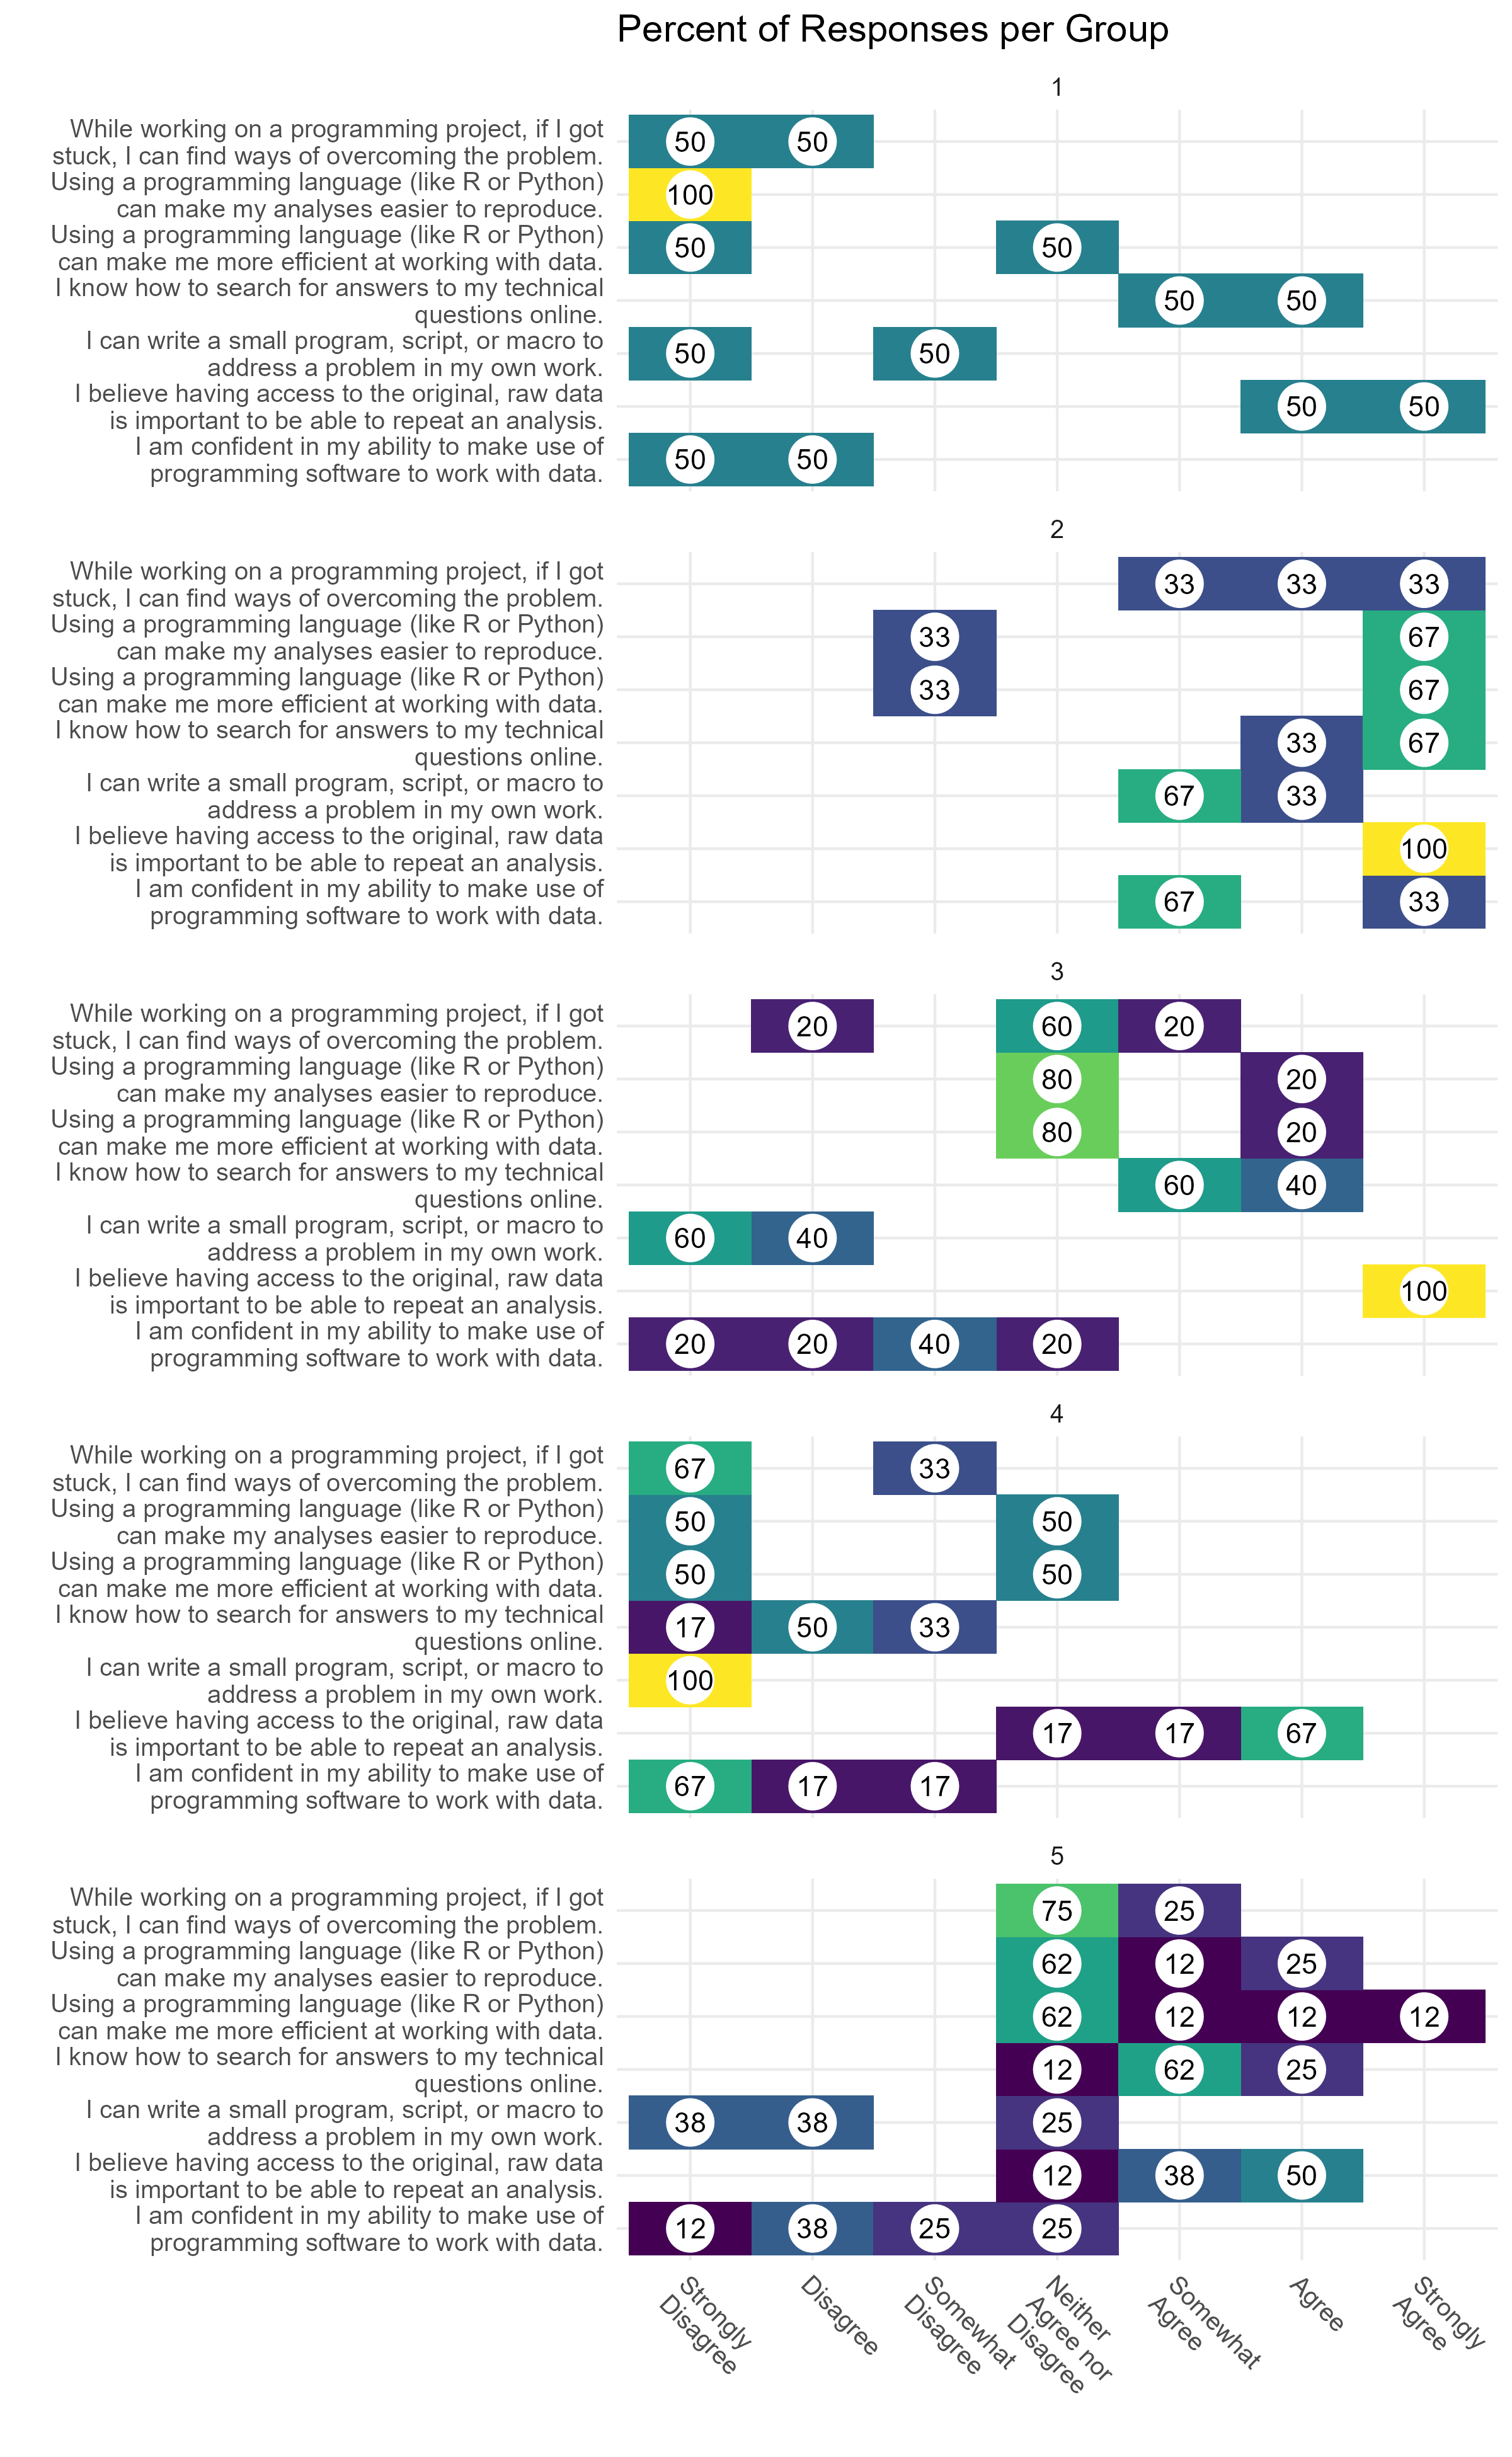 Percent of Responses per Group
1
While working on a programming project, if I got
stuck, I can find ways of overcoming the problem.
50 50
Using a programming language (like R or Python)
can make my analyses easier to reproduce.
100
Using a programming language (like R or Python)
can make me more efficient at working with data.
50 50
I know how to search for answers to my technical
questions online.
50 50
I can write a small program, script, or macro to
address a problem in my own work.
50 50
I believe having access to the original, raw data
is important to be able to repeat an analysis.
50 50
I am confident in my ability to make use of
programming software to work with data.
50 50
2
While working on a programming project, if I got
stuck, I can find ways of overcoming the problem.
33 33 33
Using a programming language (like R or Python)
can make my analyses easier to reproduce.
33 67
Using a programming language (like R or Python)
can make me more efficient at working with data.
33 67
I know how to search for answers to my technical
questions online.
33 67
I can write a small program, script, or macro to
address a problem in my own work.
67 33
I believe having access to the original, raw data
is important to be able to repeat an analysis.
100
I am confident in my ability to make use of
programming software to work with data.
67 33
3
While working on a programming project, if I got
stuck, I can find ways of overcoming the problem.
20 60 20
Using a programming language (like R or Python)
can make my analyses easier to reproduce.
80 20
Using a programming language (like R or Python)
can make me more efficient at working with data.
80 20
I know how to search for answers to my technical
questions online.
60 40
I can write a small program, script, or macro to
address a problem in my own work.
60 40
I believe having access to the original, raw data
is important to be able to repeat an analysis.
100
I am confident in my ability to make use of
programming software to work with data.
20 20 40 20
4
While working on a programming project, if I got
stuck, I can find ways of overcoming the problem.
67 33
Using a programming language (like R or Python)
can make my analyses easier to reproduce.
50 50
Using a programming language (like R or Python)
can make me more efficient at working with data.
50 50
I know how to search for answers to my technical
questions online.
17 50 33
I can write a small program, script, or macro to
address a problem in my own work.
100
I believe having access to the original, raw data
is important to be able to repeat an analysis.
17 17 67
I am confident in my ability to make use of
programming software to work with data.
67 17 17
5
While working on a programming project, if I got
stuck, I can find ways of overcoming the problem.
75 25
Using a programming language (like R or Python)
can make my analyses easier to reproduce.
62 12 25
Using a programming language (like R or Python)
can make me more efficient at working with data.
62 12 12 12
I know how to search for answers to my technical
questions online.
12 62 25
I can write a small program, script, or macro to
address a problem in my own work.
38 38 25
I believe having access to the original, raw data
is important to be able to repeat an analysis.
12 38 50
I am confident in my ability to make use of
programming software to work with data.
12 38 25 25
Strongly
Disagree
Disagree
Somewhat
Disagree
Neither
Agree nor
Disagree
Somewhat
Agree
Agree
Strongly
Agree